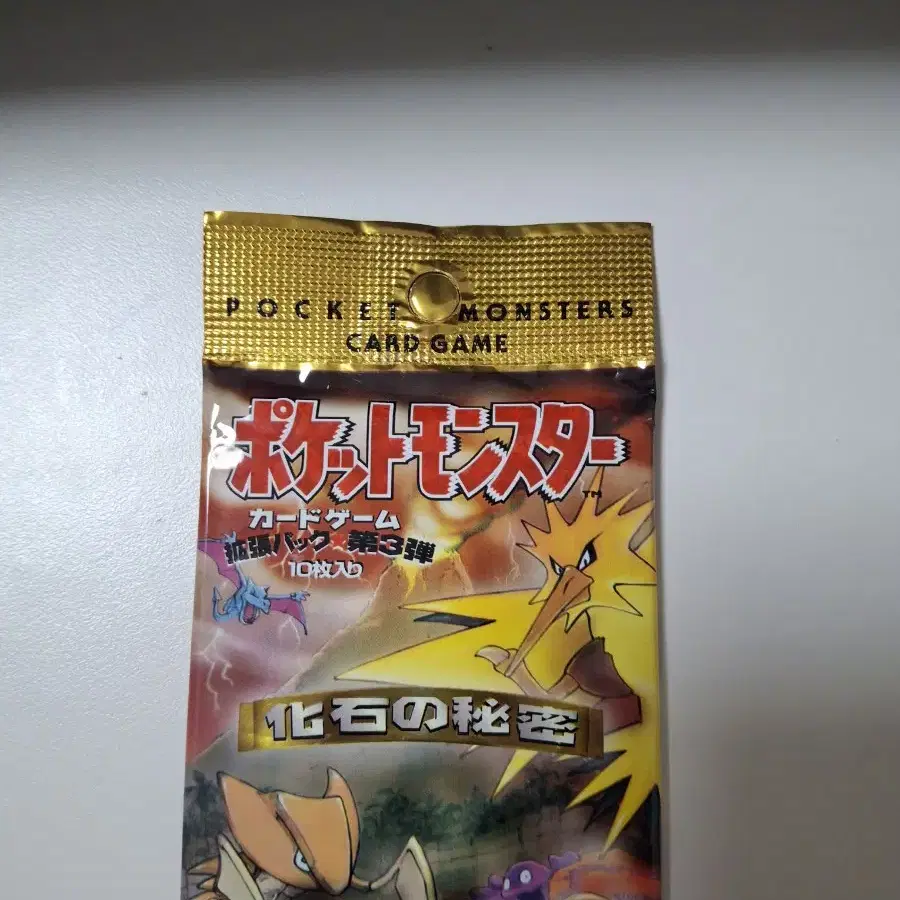 POCKET MONSTERS
CARD GAME
ポケットモンスター
TM
カードゲーム
拡張パック★第3弾
10枚入り
化石の秘密